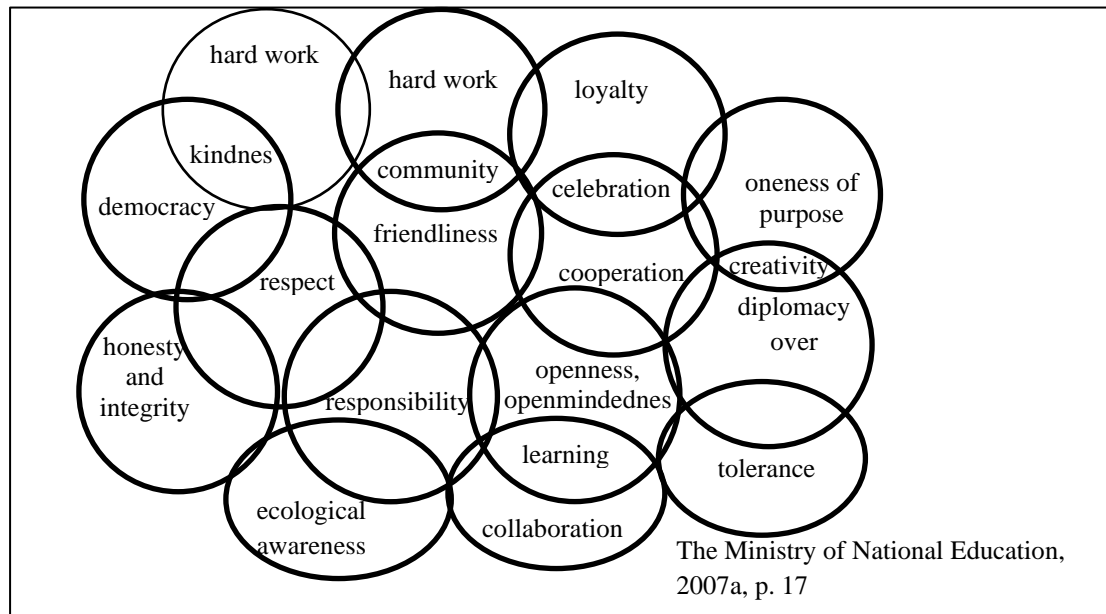 hard work
hard work
loyalty
kindnes
community
celebration
oneness of
purpose
democracy
friendliness
respect
cooperation
creativity
diplomacy
over
honesty
and
integrity
responsibility
openness,
openmindednes
learning
tolerance
ecological
awareness
collaboration
The Ministry of National Education,
2007a, p. 17